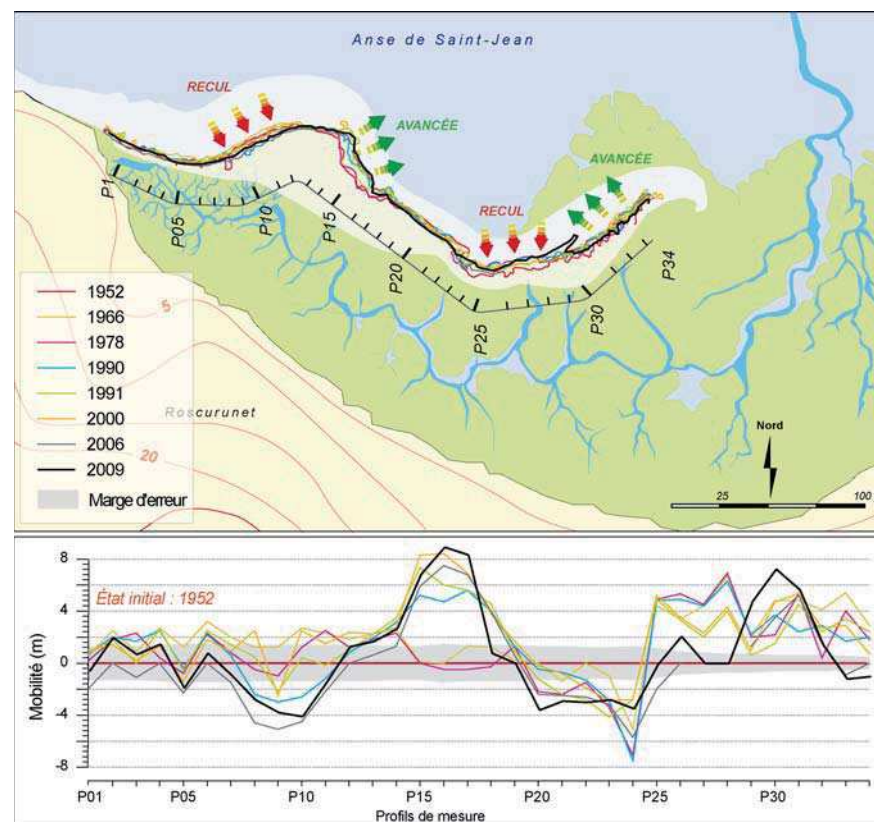 Anse de Saint-Jean
RECUL
AVANCÉE
AVANCÉE
RECUL
P1
P05
P10
P15
P20
P25
P30
P34
1952
1966
1978
1990
1991
2000
2006
2009
Marge d'erreur
5
Roscurunet
20
Nord
25
100
8
4
0
-4
-8
Mobilité (m)
État initial : 1952
P01
P05
P10
P15
P20
P25
P30
Profils de mesure